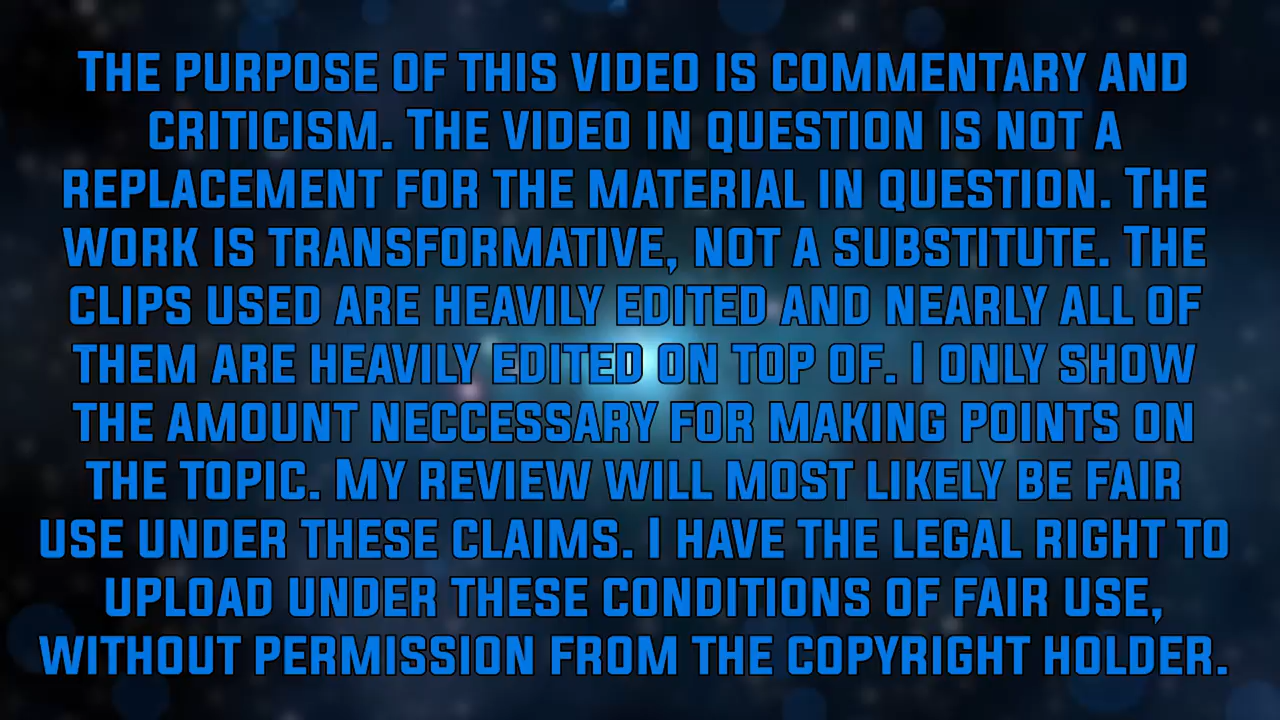 The purpose of this video is commentary and
criticism. The video in question is not a
replacement for the material in question. The
work is transformative, not a substitute. The
clips used are heavily edited and nearly all of
them are heavily edited on top of. I only show
the amount neccessary for making points on
the topic. My review will most likely be fair
use under these claims. I have the legal right to
upload under these conditions of fair use,
without permission from the copyright holder.